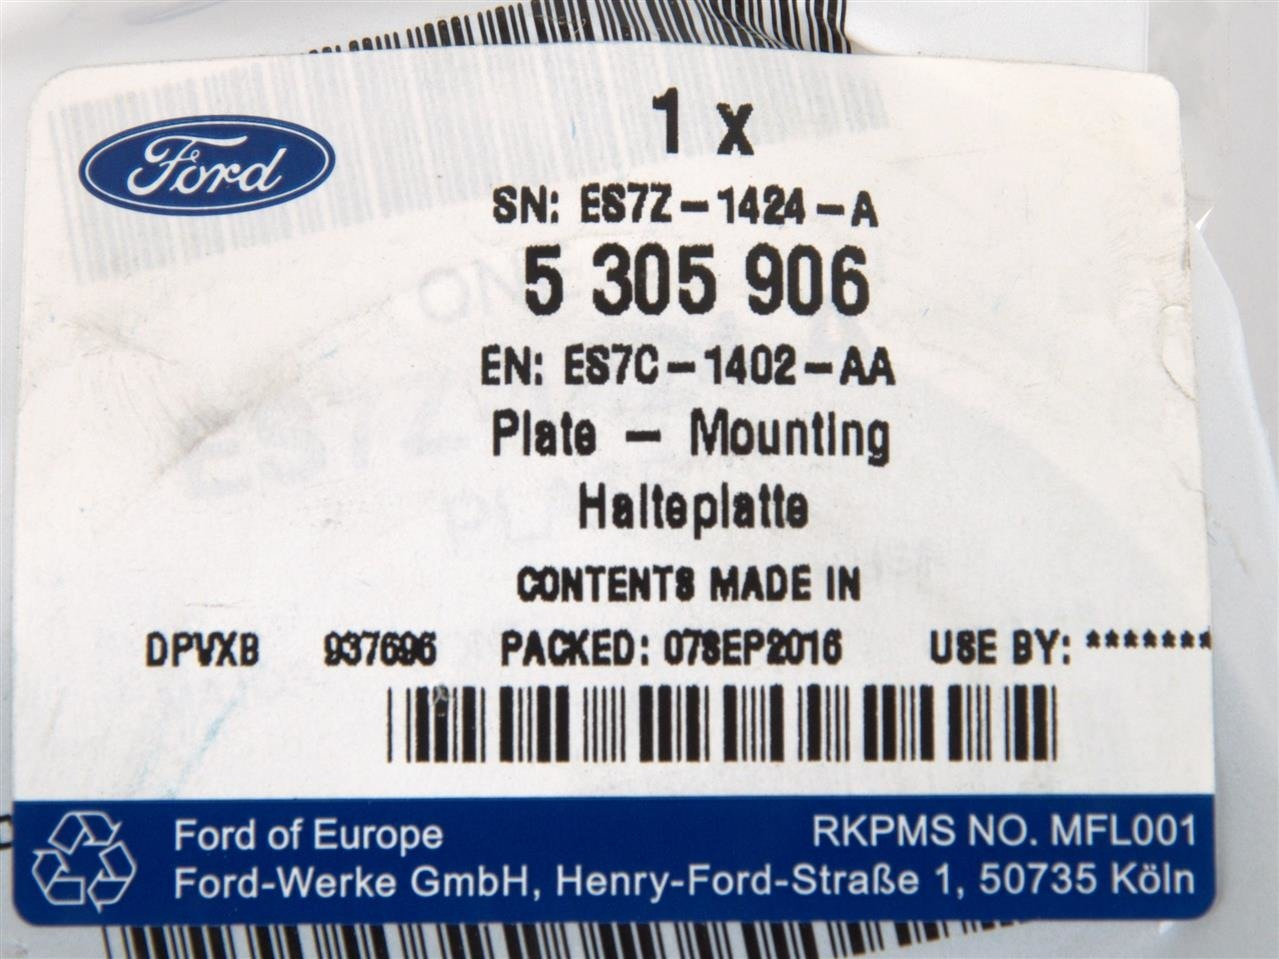 1 x
Ford
SN: ES7Z-1424-A
5 305 906
EN: ES7C-1402-AA
Plate - Mounting
Halteplatte
CONTENTS MADE IN
DPVXB 937696 PACKED: 07SEP2016 USE BY: *******
Ford of Europe RKPMS NO. MFL001
Ford-Werke GmbH, Henry-Ford-Straße 1, 50735 Köln